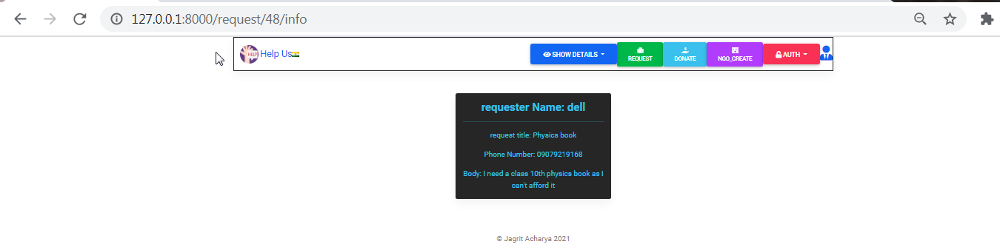 127.0.0.1:8000/request/48/info
HELP!
Help Us
SHOW DETAILS
REQUEST
DONATE
NGO_CREATE
AUTH
requester Name: dell
request title: Physics book
Phone Number: 09079219168
Body: I need a class 10th physics book as I
can't afford it
© Jagrit Acharya 2021